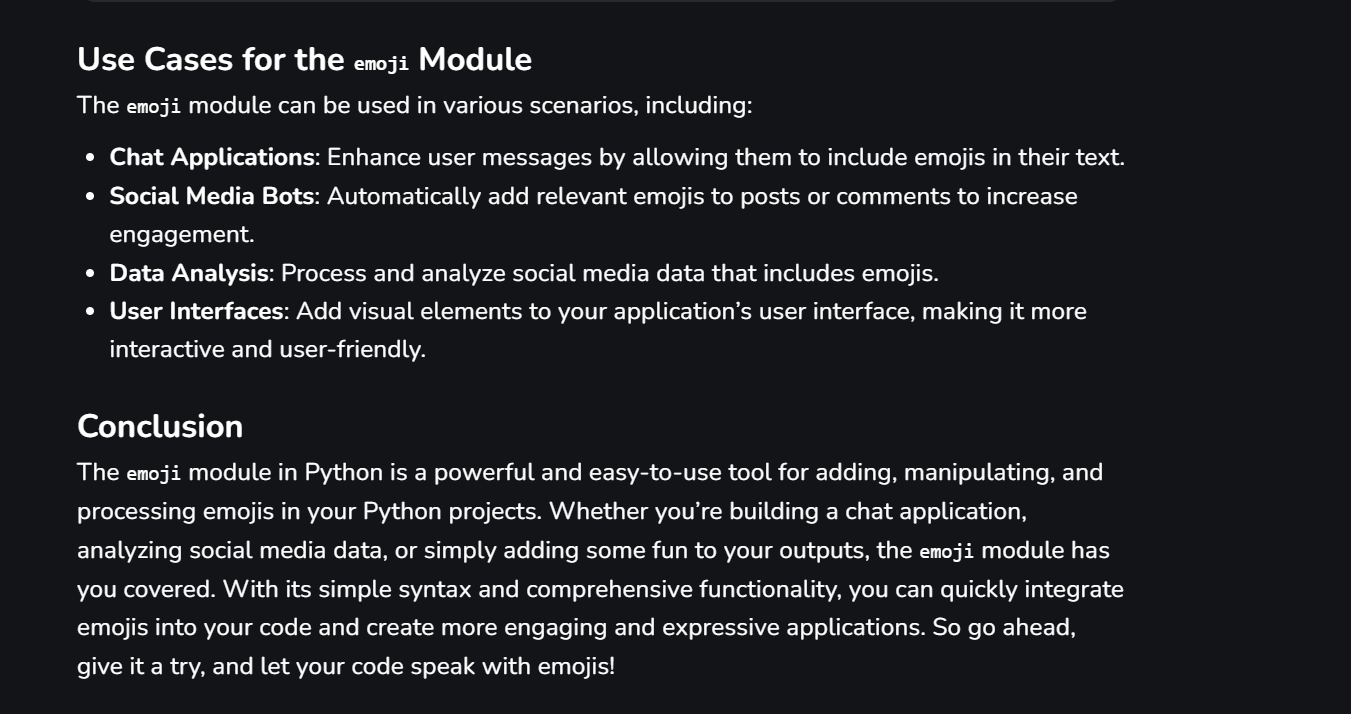 Use Cases for the emoji Module
The emoji module can be used in various scenarios, including:
• Chat Applications: Enhance user messages by allowing them to include emojis in their text.
• Social Media Bots: Automatically add relevant emojis to posts or comments to increase
engagement.
• Data Analysis: Process and analyze social media data that includes emojis.
• User Interfaces: Add visual elements to your application’s user interface, making it more
interactive and user-friendly.
Conclusion
The emoji module in Python is a powerful and easy-to-use tool for adding, manipulating, and
processing emojis in your Python projects. Whether you’re building a chat application,
analyzing social media data, or simply adding some fun to your outputs, the emoji module has
you covered. With its simple syntax and comprehensive functionality, you can quickly integrate
emojis into your code and create more engaging and expressive applications. So go ahead,
give it a try, and let your code speak with emojis!